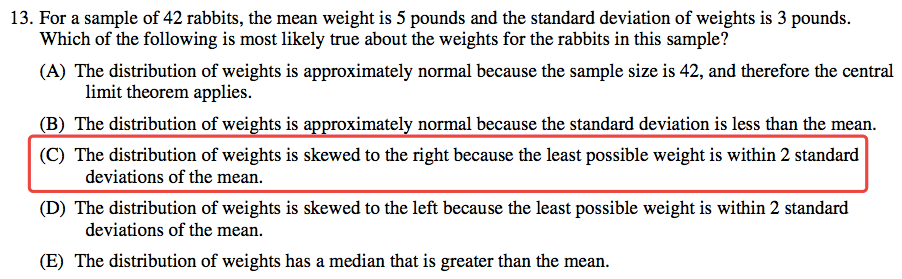 13. For a sample of 42 rabbits, the mean weight is 5 pounds and the standard deviation of weights is 3 pounds.
Which of the following is most likely true about the weights for the rabbits in this sample?
(A) The distribution of weights is approximately normal because the sample size is 42, and therefore the central
limit theorem applies.
(B) The distribution of weights is approximately normal because the standard deviation is less than the mean.
(C) The distribution of weights is skewed to the right because the least possible weight is within 2 standard
deviations of the mean.
(D) The distribution of weights is skewed to the left because the least possible weight is within 2 standard
deviations of the mean.
(E) The distribution of weights has a median that is greater than the mean.